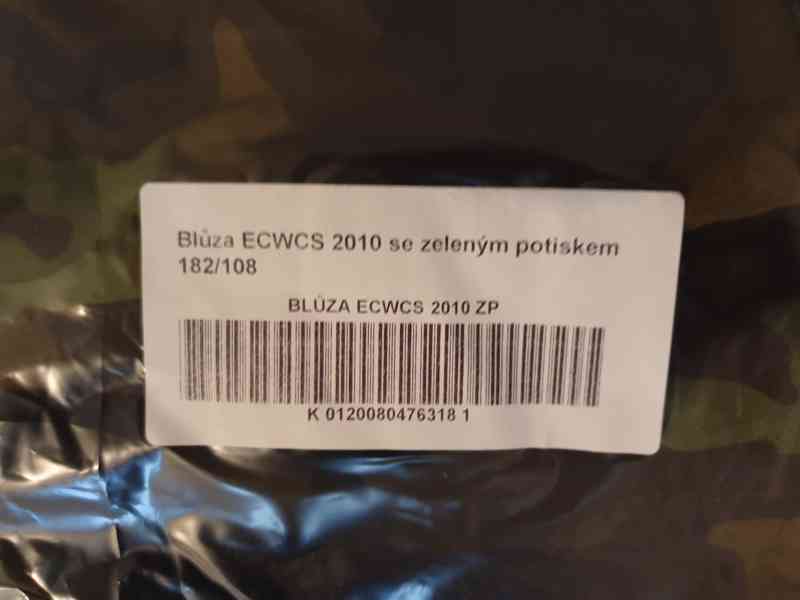 Blůza ECWCS 2010 se zeleným potiskem
182/108
BLŮZA ECWCS 2010 ZP
K 0120080476318 1